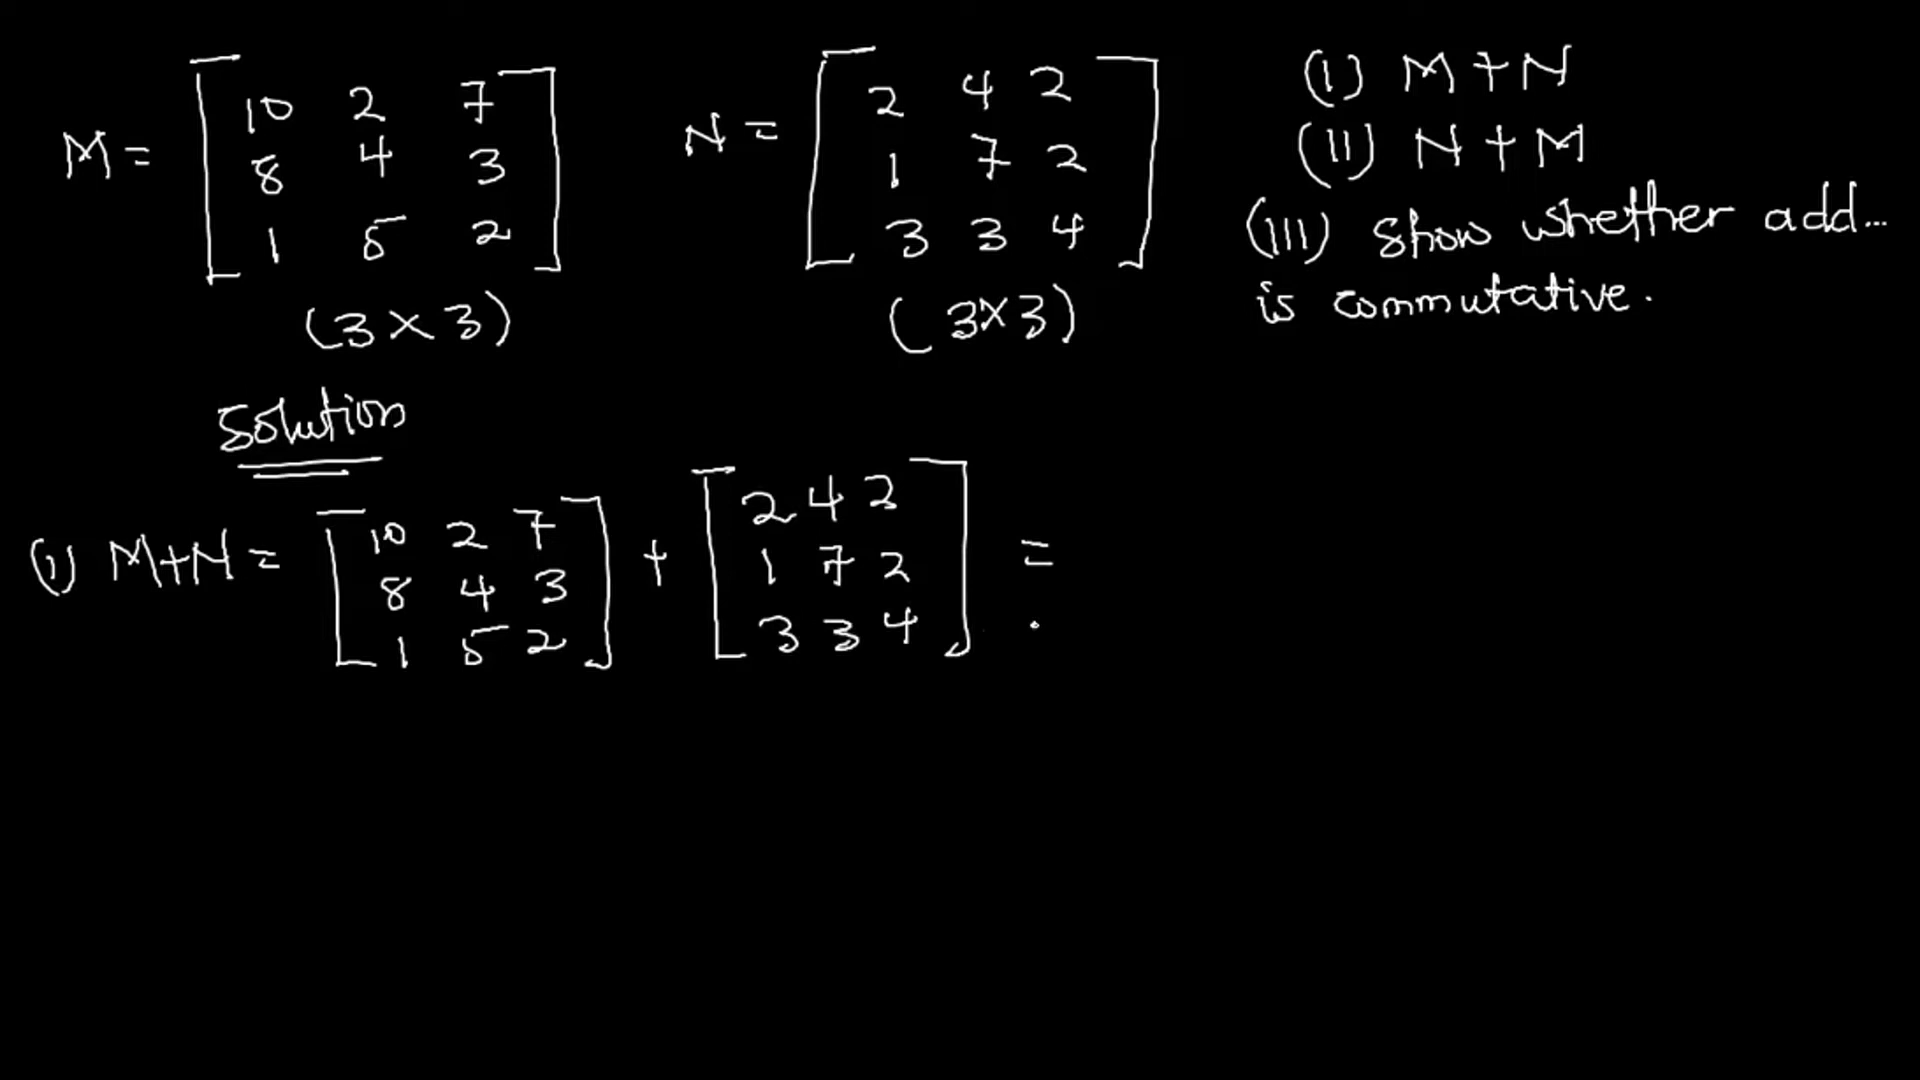 M = [10 2 7 N = [2 4 2 (i) M+N
8 4 3 1 7 2 (ii) N+M
1 5 2] 3 3 4] (iii) show whether add...
(3×3) (3×3) is commutative.
Solution
(i) M+N = [10 2 7 + [2 4 2 =
8 4 3 1 7 2
1 5 2] 3 3 4]